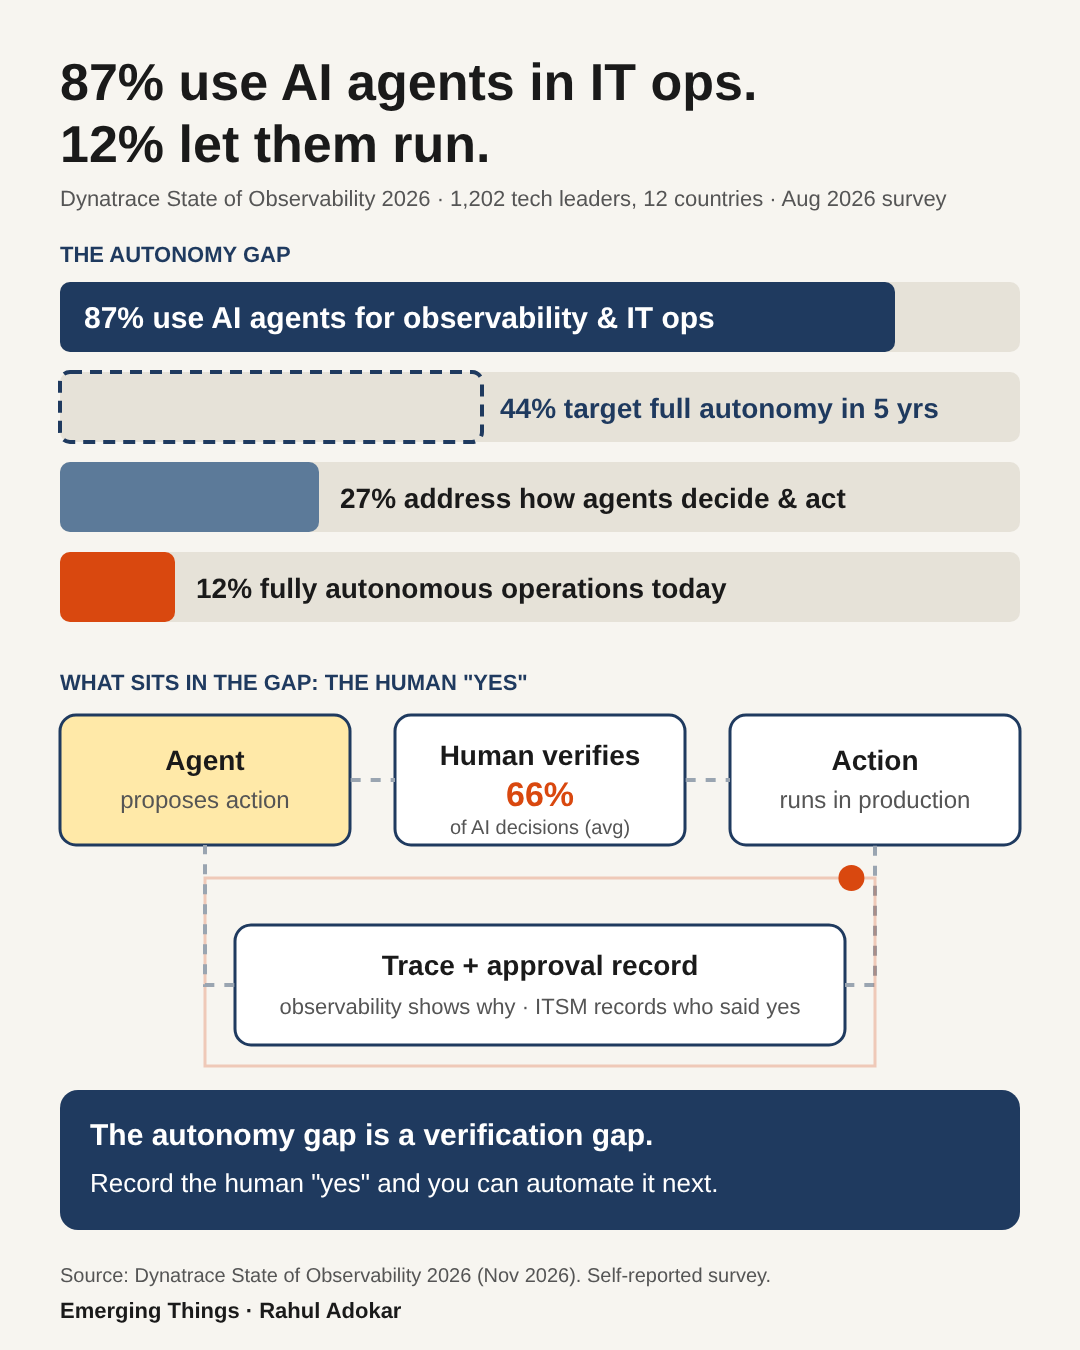 87% use AI agents in IT ops.
12% let them run.
Dynatrace State of Observability 2026 · 1,202 tech leaders, 12 countries · Aug 2026 survey
THE AUTONOMY GAP
87% use AI agents for observability & IT ops
44% target full autonomy in 5 yrs
27% address how agents decide & act
12% fully autonomous operations today
WHAT SITS IN THE GAP: THE HUMAN "YES"
Agent
proposes action
Human verifies
66%
of AI decisions (avg)
Action
runs in production
Trace + approval record
observability shows why · ITSM records who said yes
The autonomy gap is a verification gap.
Record the human "yes" and you can automate it next.
Source: Dynatrace State of Observability 2026 (Nov 2026). Self-reported survey.
Emerging Things · Rahul Adokar